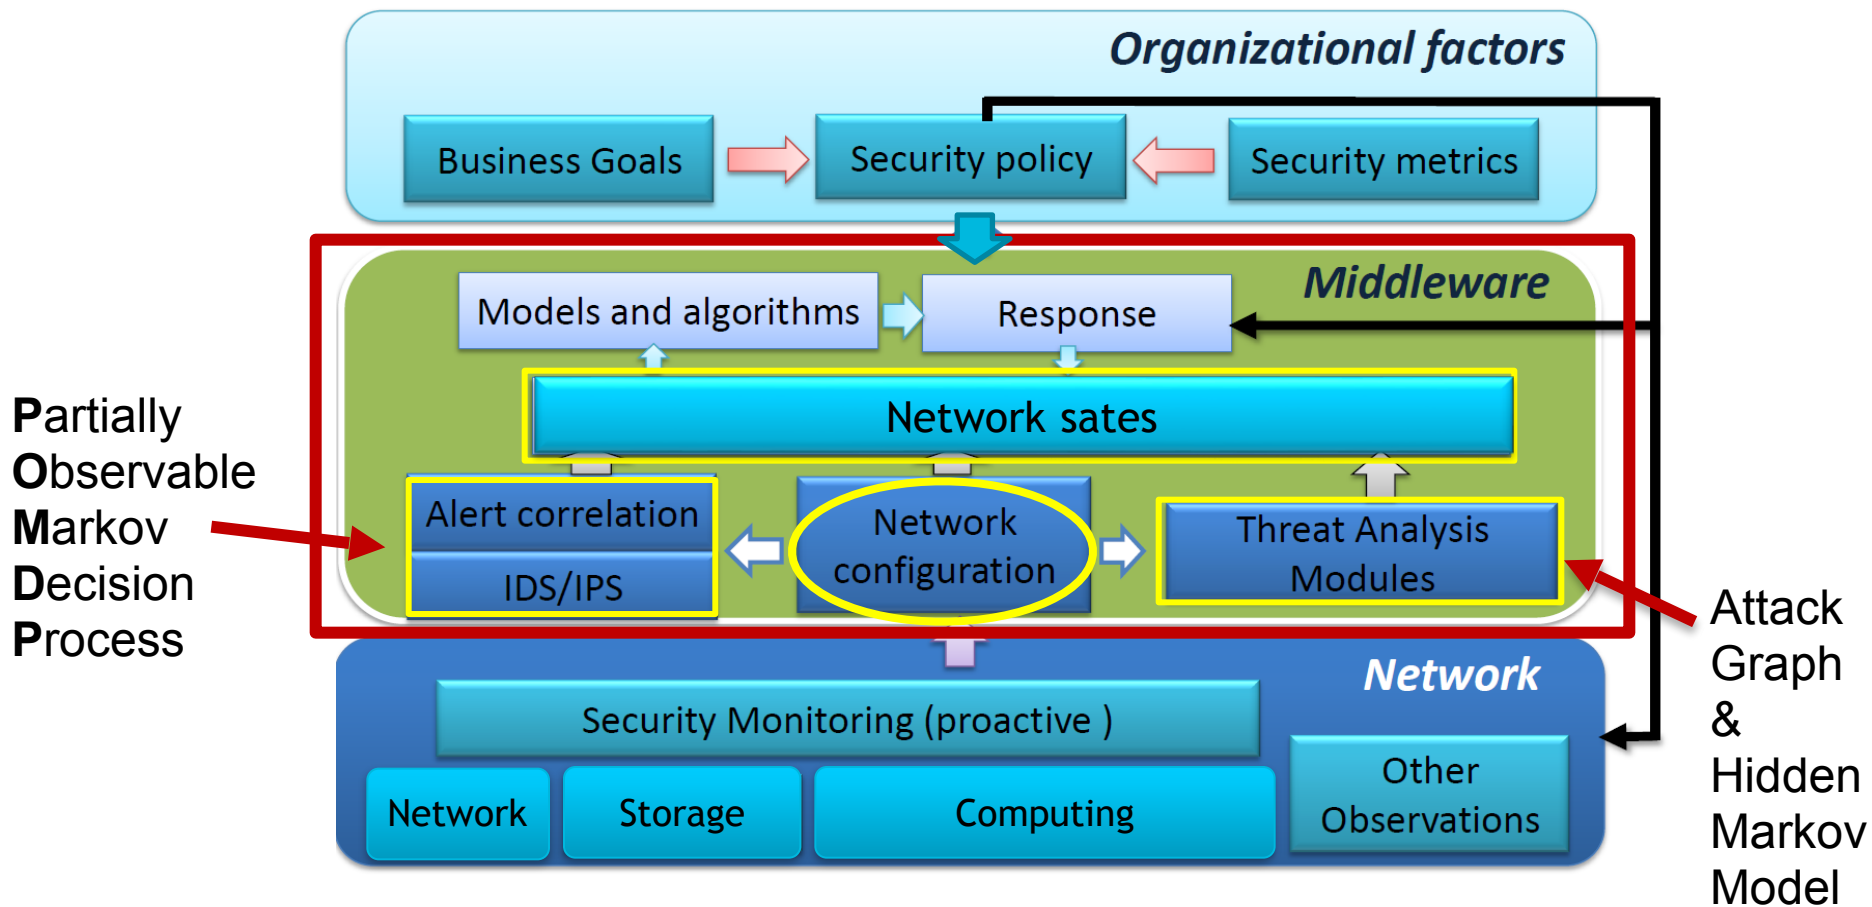 Organizational factors
Business Goals
Security policy
Security metrics
Middleware
Models and algorithms
Response
Network sates
Alert correlation
IDS/IPS
Network
configuration
Threat Analysis
Modules
Partially
Observable
Markov
Decision
Process
Attack
Graph
&
Hidden
Markov
Model
Network
Security Monitoring (proactive )
Network
Storage
Computing
Other
Observations